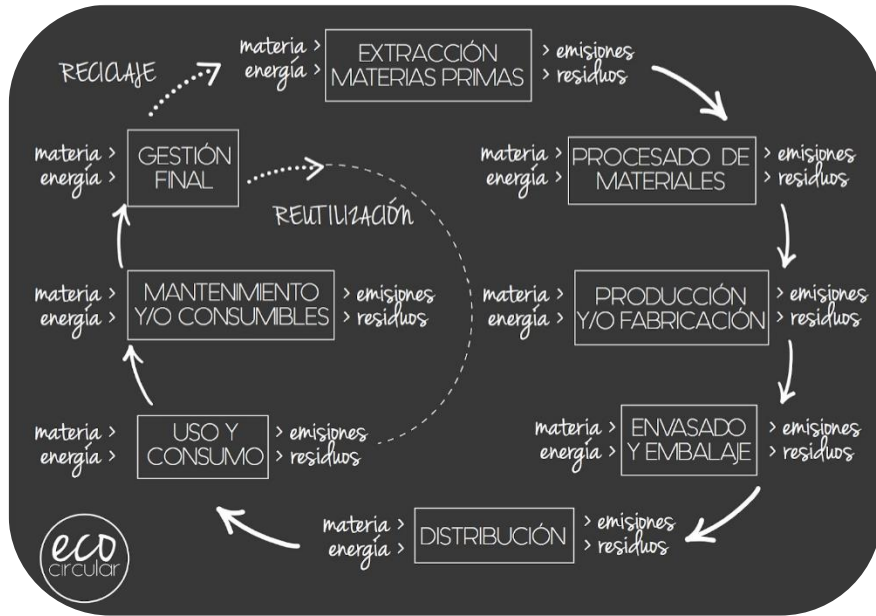 RECICLAJE
materia >
energía >
EXTRACCIÓN
MATERIAS PRIMAS
> emisiones
> residuos
materia >
energía >
PROCESADO DE
MATERIALES
> emisiones
> residuos
materia >
energía >
PRODUCCIÓN
Y/O FABRICACIÓN
> emisiones
> residuos
materia >
energía >
ENVASADO
Y EMBALAJE
> emisiones
> residuos
materia >
energía >
DISTRIBUCIÓN
> emisiones
> residuos
materia >
energía >
USO Y
CONSUMO
> emisiones
> residuos
materia >
energía >
MANTENIMIENTO
Y/O CONSUMIBLES
> emisiones
> residuos
materia >
energía >
GESTIÓN
FINAL
REUTILIZACIÓN
eco
circular